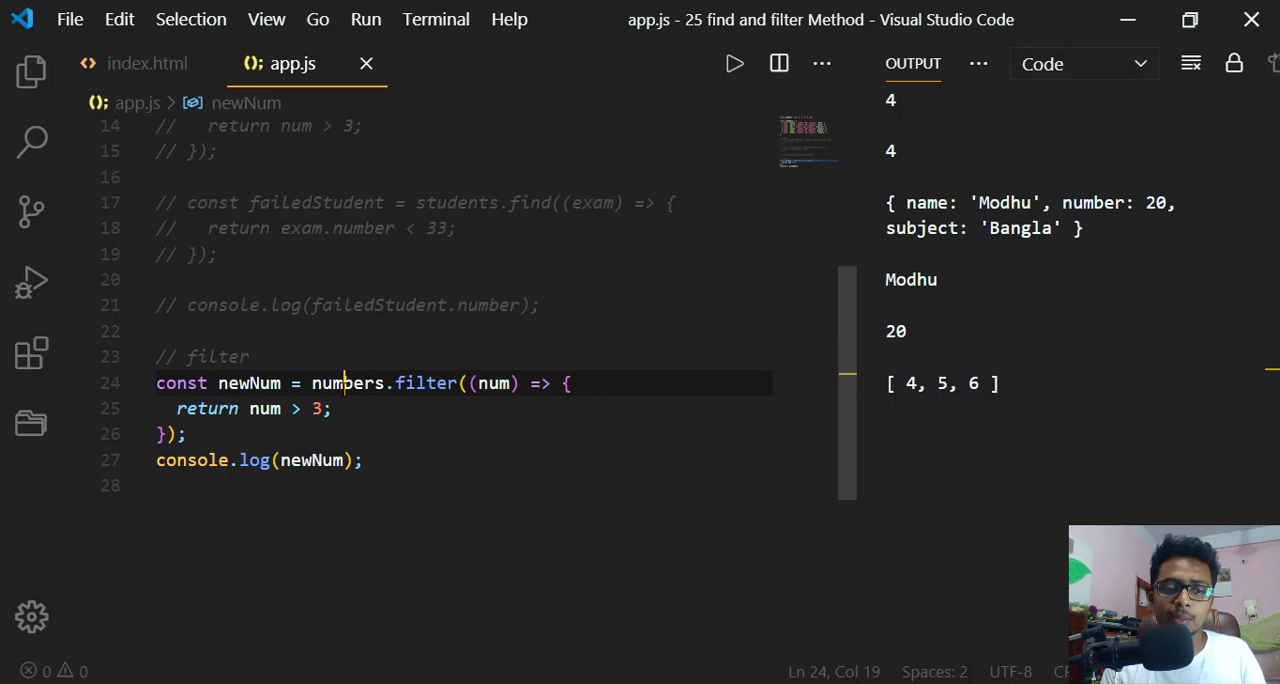 File Edit Selection View Go Run Terminal Help
app.js - 25 find and filter Method - Visual Studio Code
index.html
app.js
OUTPUT
Code
app.js > newNum
14 // return num > 3;
15 // });
16
17 // const failedStudent = students.find((exam) => {
18 // return exam.number < 33;
19 // });
20
21 // console.log(failedStudent.number);
22
23 // filter
24 const newNum = numbers.filter((num) => {
25 return num > 3;
26 });
27 console.log(newNum);
28
4
4
{ name: 'Modhu', number: 20,
subject: 'Bangla' }
Modhu
20
[ 4, 5, 6 ]
0 0
Ln 24, Col 19 Spaces: 2 UTF-8